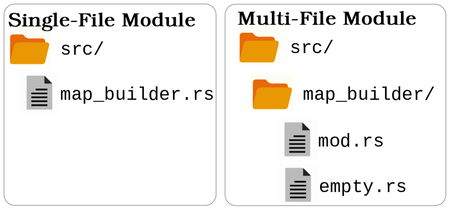 Single-File Module
src/
map_builder.rs
Multi-File Module
src/
map_builder/
mod.rs
empty.rs